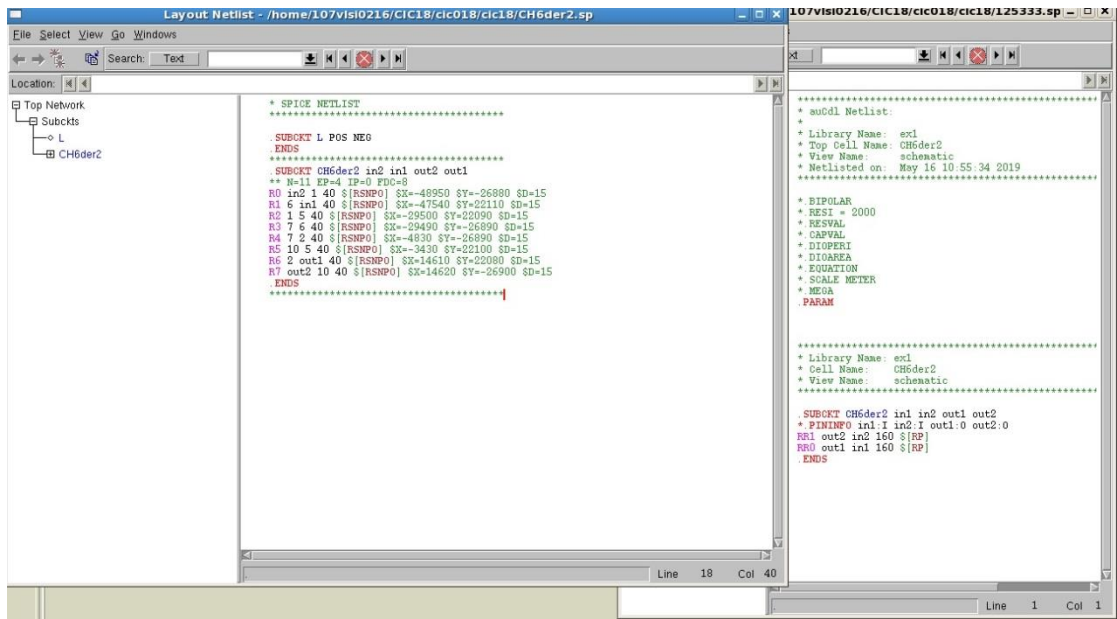 Layout Netlist - /home/107vlsi0216/CIC18/cic018/cic18/CH6der2.sp
File Select View Go Windows
Search: Text
Location:
Top Network
Subckts
L
CH6der2
* SPICE NETLIST
****************************************
.SUBCKT L POS NEG
.ENDS
****************************************
.SUBCKT CH6der2 in2 in1 out2 out1
** N=11 EP=4 IP=0 FDC=8
R0 in2 1 40 $[RSNPO] $X=-48950 $Y=-26880 $D=15
R1 6 in1 40 $[RSNPO] $X=-47540 $Y=22110 $D=15
R2 1 5 40 $[RSNPO] $X=-29500 $Y=22090 $D=15
R3 7 6 40 $[RSNPO] $X=-29490 $Y=-26890 $D=15
R4 7 2 40 $[RSNPO] $X=-4830 $Y=-26890 $D=15
R5 10 5 40 $[RSNPO] $X=-3430 $Y=22100 $D=15
R6 2 out1 40 $[RSNPO] $X=14610 $Y=22080 $D=15
R7 out2 10 40 $[RSNPO] $X=14620 $Y=-26900 $D=15
.ENDS
****************************************
Line 18 Col 40
107vlsi0216/CIC18/cic018/cic18/125333.sp
****************************************************
* auCdl Netlist:
*
* Library Name: ex1
* Top Cell Name: CH6der2
* View Name: schematic
* Netlisted on: May 16 10:55:34 2019
****************************************************
*.BIPOLAR
*.RESI = 2000
*.RESVAL
*.CAPVAL
*.DIOPERI
*.DIOAREA
*.EQUATION
*.SCALE METER
*.MEGA
.PARAM
****************************************************
* Library Name: ex1
* Cell Name: CH6der2
* View Name: schematic
****************************************************
.SUBCKT CH6der2 in1 in2 out1 out2
*.PININFO in1:I in2:I out1:O out2:O
RR1 out2 in2 160 $[RP]
RR0 out1 in1 160 $[RP]
.ENDS
Line 1 Col 1